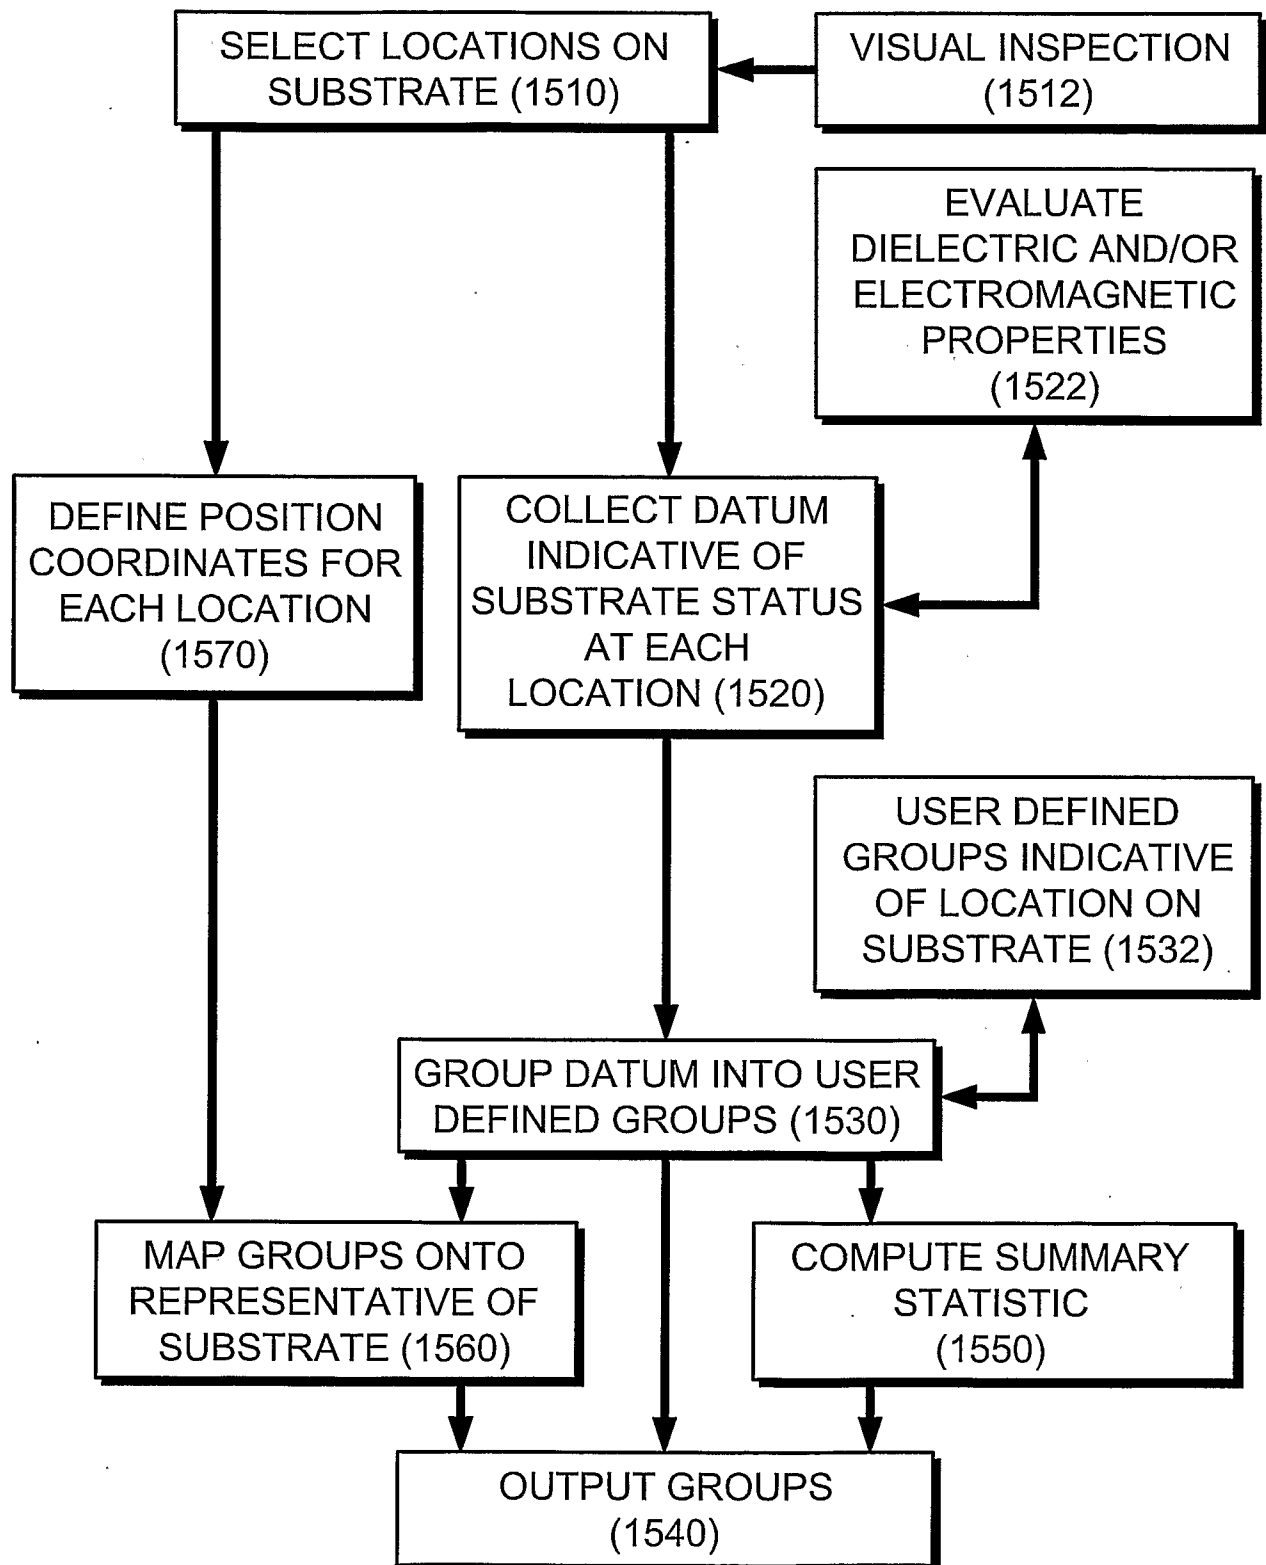 SELECT LOCATIONS ON
SUBSTRATE (1510)
VISUAL INSPECTION
(1512)
EVALUATE
DIELECTRIC AND/OR
ELECTROMAGNETIC
PROPERTIES
(1522)
DEFINE POSITION
COORDINATES FOR
EACH LOCATION
(1570)
COLLECT DATUM
INDICATIVE OF
SUBSTRATE STATUS
AT EACH
LOCATION (1520)
USER DEFINED
GROUPS INDICATIVE
OF LOCATION ON
SUBSTRATE (1532)
GROUP DATUM INTO USER
DEFINED GROUPS (1530)
MAP GROUPS ONTO
REPRESENTATIVE OF
SUBSTRATE (1560)
COMPUTE SUMMARY
STATISTIC
(1550)
OUTPUT GROUPS
(1540)